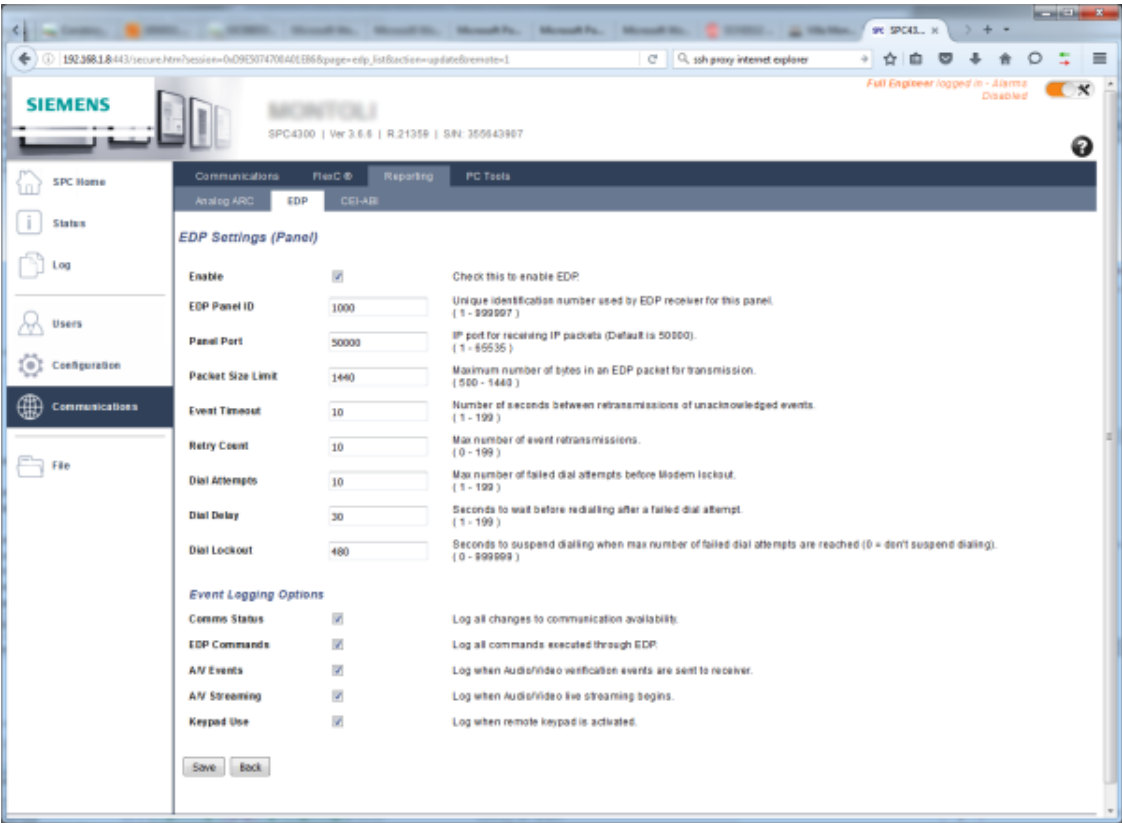 SPC41...
192.168.1.8:443/secure.htm?session=0x09E5074708A01E86&page=edp_list&action=update&remote=1
ssh proxy internet explorer
SIEMENS
MONTOLI
Full Engineer logged in - Alarms
Disabled
SPC4300 | Ver 3.6.6 | R.21359 | S/N: 355643907
SPC Home
Status
Log
Users
Configuration
Communications
File
Communications FlexC ® Reporting PC Tools
Analog ARC EDP CEI-ABI
EDP Settings (Panel)
Enable Check this to enable EDP.
EDP Panel ID 1000 Unique identification number used by EDP receiver for this panel.
( 1 - 999997 )
Panel Port 50000 IP port for receiving IP packets (Default is 50000).
( 1 - 65535 )
Packet Size Limit 1440 Maximum number of bytes in an EDP packet for transmission.
( 500 - 1440 )
Event Timeout 10 Number of seconds between retransmissions of unacknowledged events.
( 1 - 199 )
Retry Count 10 Max number of event retransmissions.
( 0 - 199 )
Dial Attempts 10 Max number of failed dial attempts before Modem lockout.
( 1 - 199 )
Dial Delay 30 Seconds to wait before redialling after a failed dial attempt.
( 1 - 199 )
Dial Lockout 480 Seconds to suspend dialling when max number of failed dial attempts are reached (0 = don't suspend dialing).
( 0 - 999999 )
Event Logging Options
Comms Status Log all changes to communication availability.
EDP Commands Log all commands executed through EDP.
A/V Events Log when Audio/Video verification events are sent to receiver.
A/V Streaming Log when Audio/Video live streaming begins.
Keypad Use Log when remote keypad is activated.
Save Back